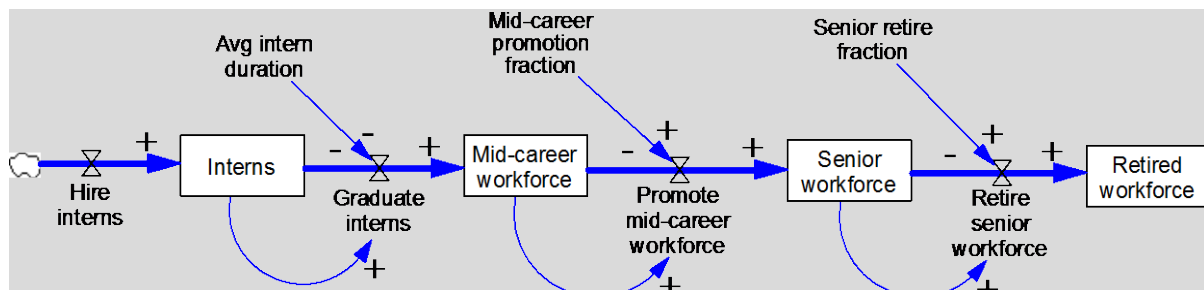 Avg intern
duration
Mid-career
promotion
fraction
Senior retire
fraction
+
-
-
+
-
+
+
-
+
+
Interns
Mid-career
workforce
Senior
workforce
Retired
workforce
Hire
interns
Graduate
interns
Promote
mid-career
workforce
Retire
senior
workforce
+
+
+